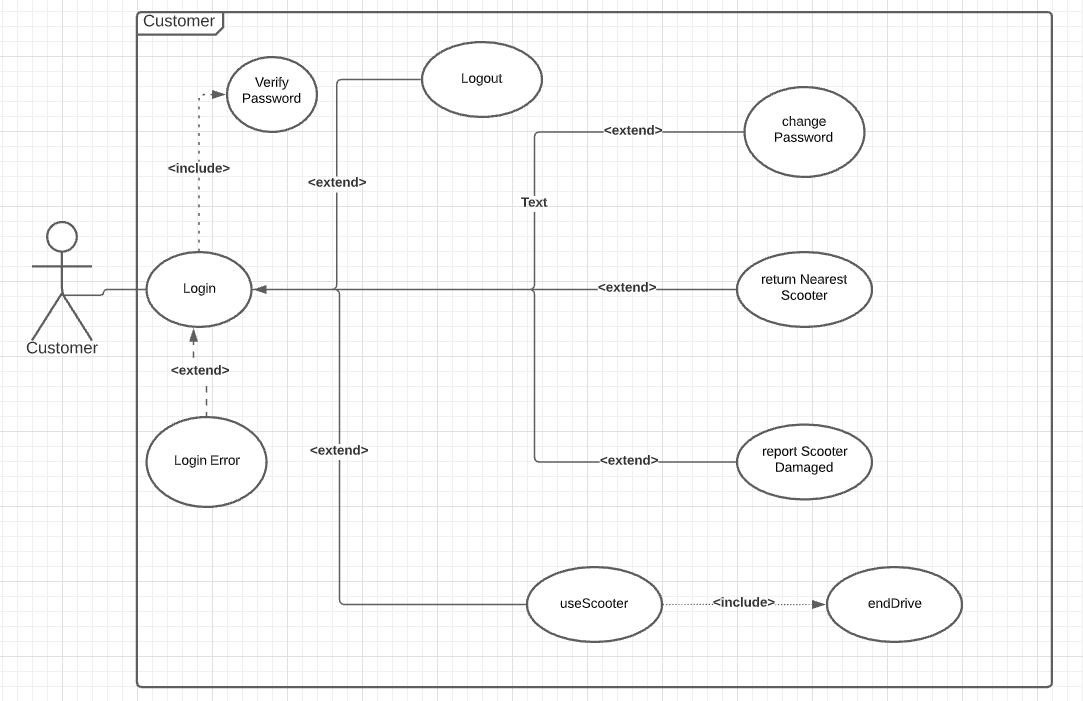 Customer
Verify
Password
Logout
change
Password
<extend>
<include>
<extend>
Text
Login
return Nearest
Scooter
<extend>
Customer
<extend>
Login Error
<extend>
report Scooter
Damaged
<extend>
useScooter
<include>
endDrive